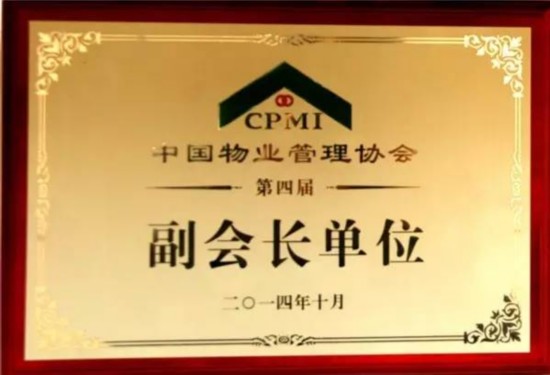 CPMI
中国物业管理协会
第四届
副会长单位
二〇一四年十月